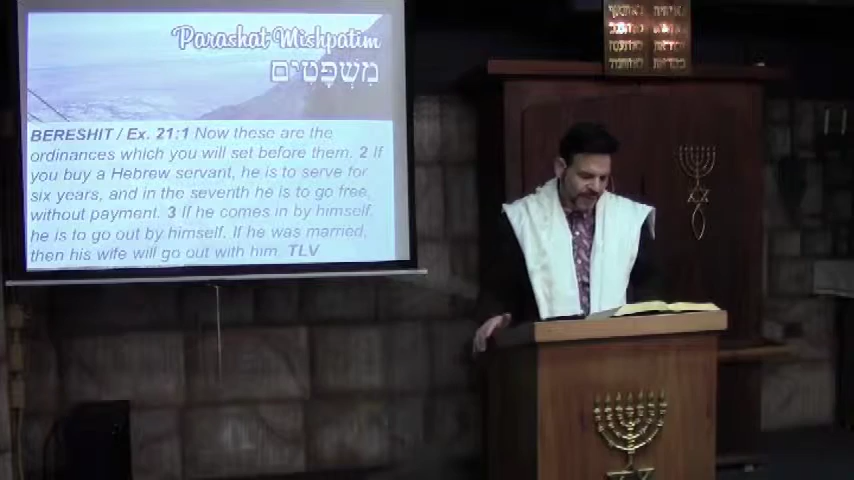 Parashat Mishpatim
מִשְׁפָּטִים
BERESHIT / Ex. 21:1 Now these are the
ordinances which you will set before them. 2 If
you buy a Hebrew servant, he is to serve for
six years, and in the seventh he is to go free,
without payment. 3 If he comes in by himself,
he is to go out by himself. If he was married,
then his wife will go out with him. TLV